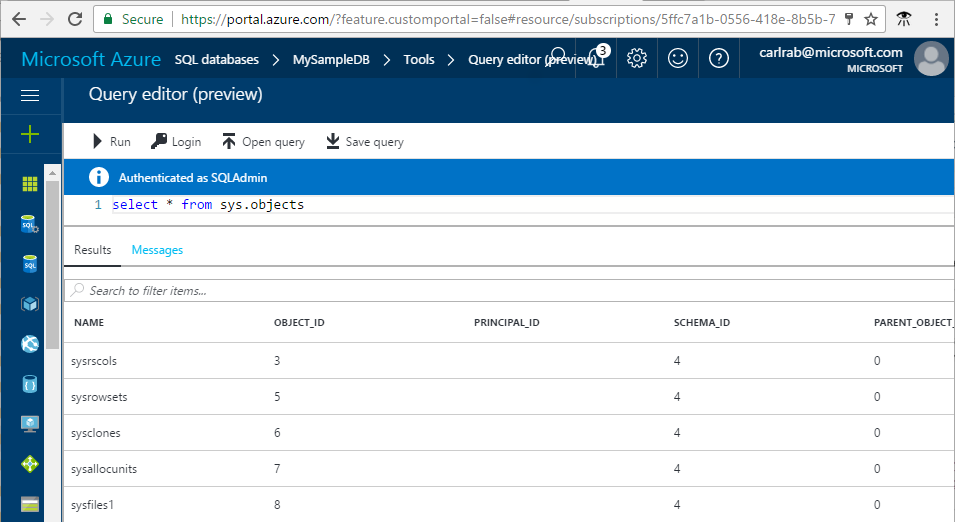 Secure https://portal.azure.com/?feature.customportal=false#resource/subscriptions/5ffc7a1b-0556-418e-8b5b-7
Microsoft Azure SQL databases > MySampleDB > Tools > Query editor (preview) 3 carlrab@microsoft.com
MICROSOFT
Query editor (preview)
Run Login Open query Save query
Authenticated as SQLAdmin
1 select * from sys.objects
Results Messages
Search to filter items...
NAME OBJECT_ID PRINCIPAL_ID SCHEMA_ID PARENT_OBJECT_
sysrscols 3 4 0
sysrowsets 5 4 0
sysclones 6 4 0
sysallocunits 7 4 0
sysfiles1 8 4 0
SQL
SQL